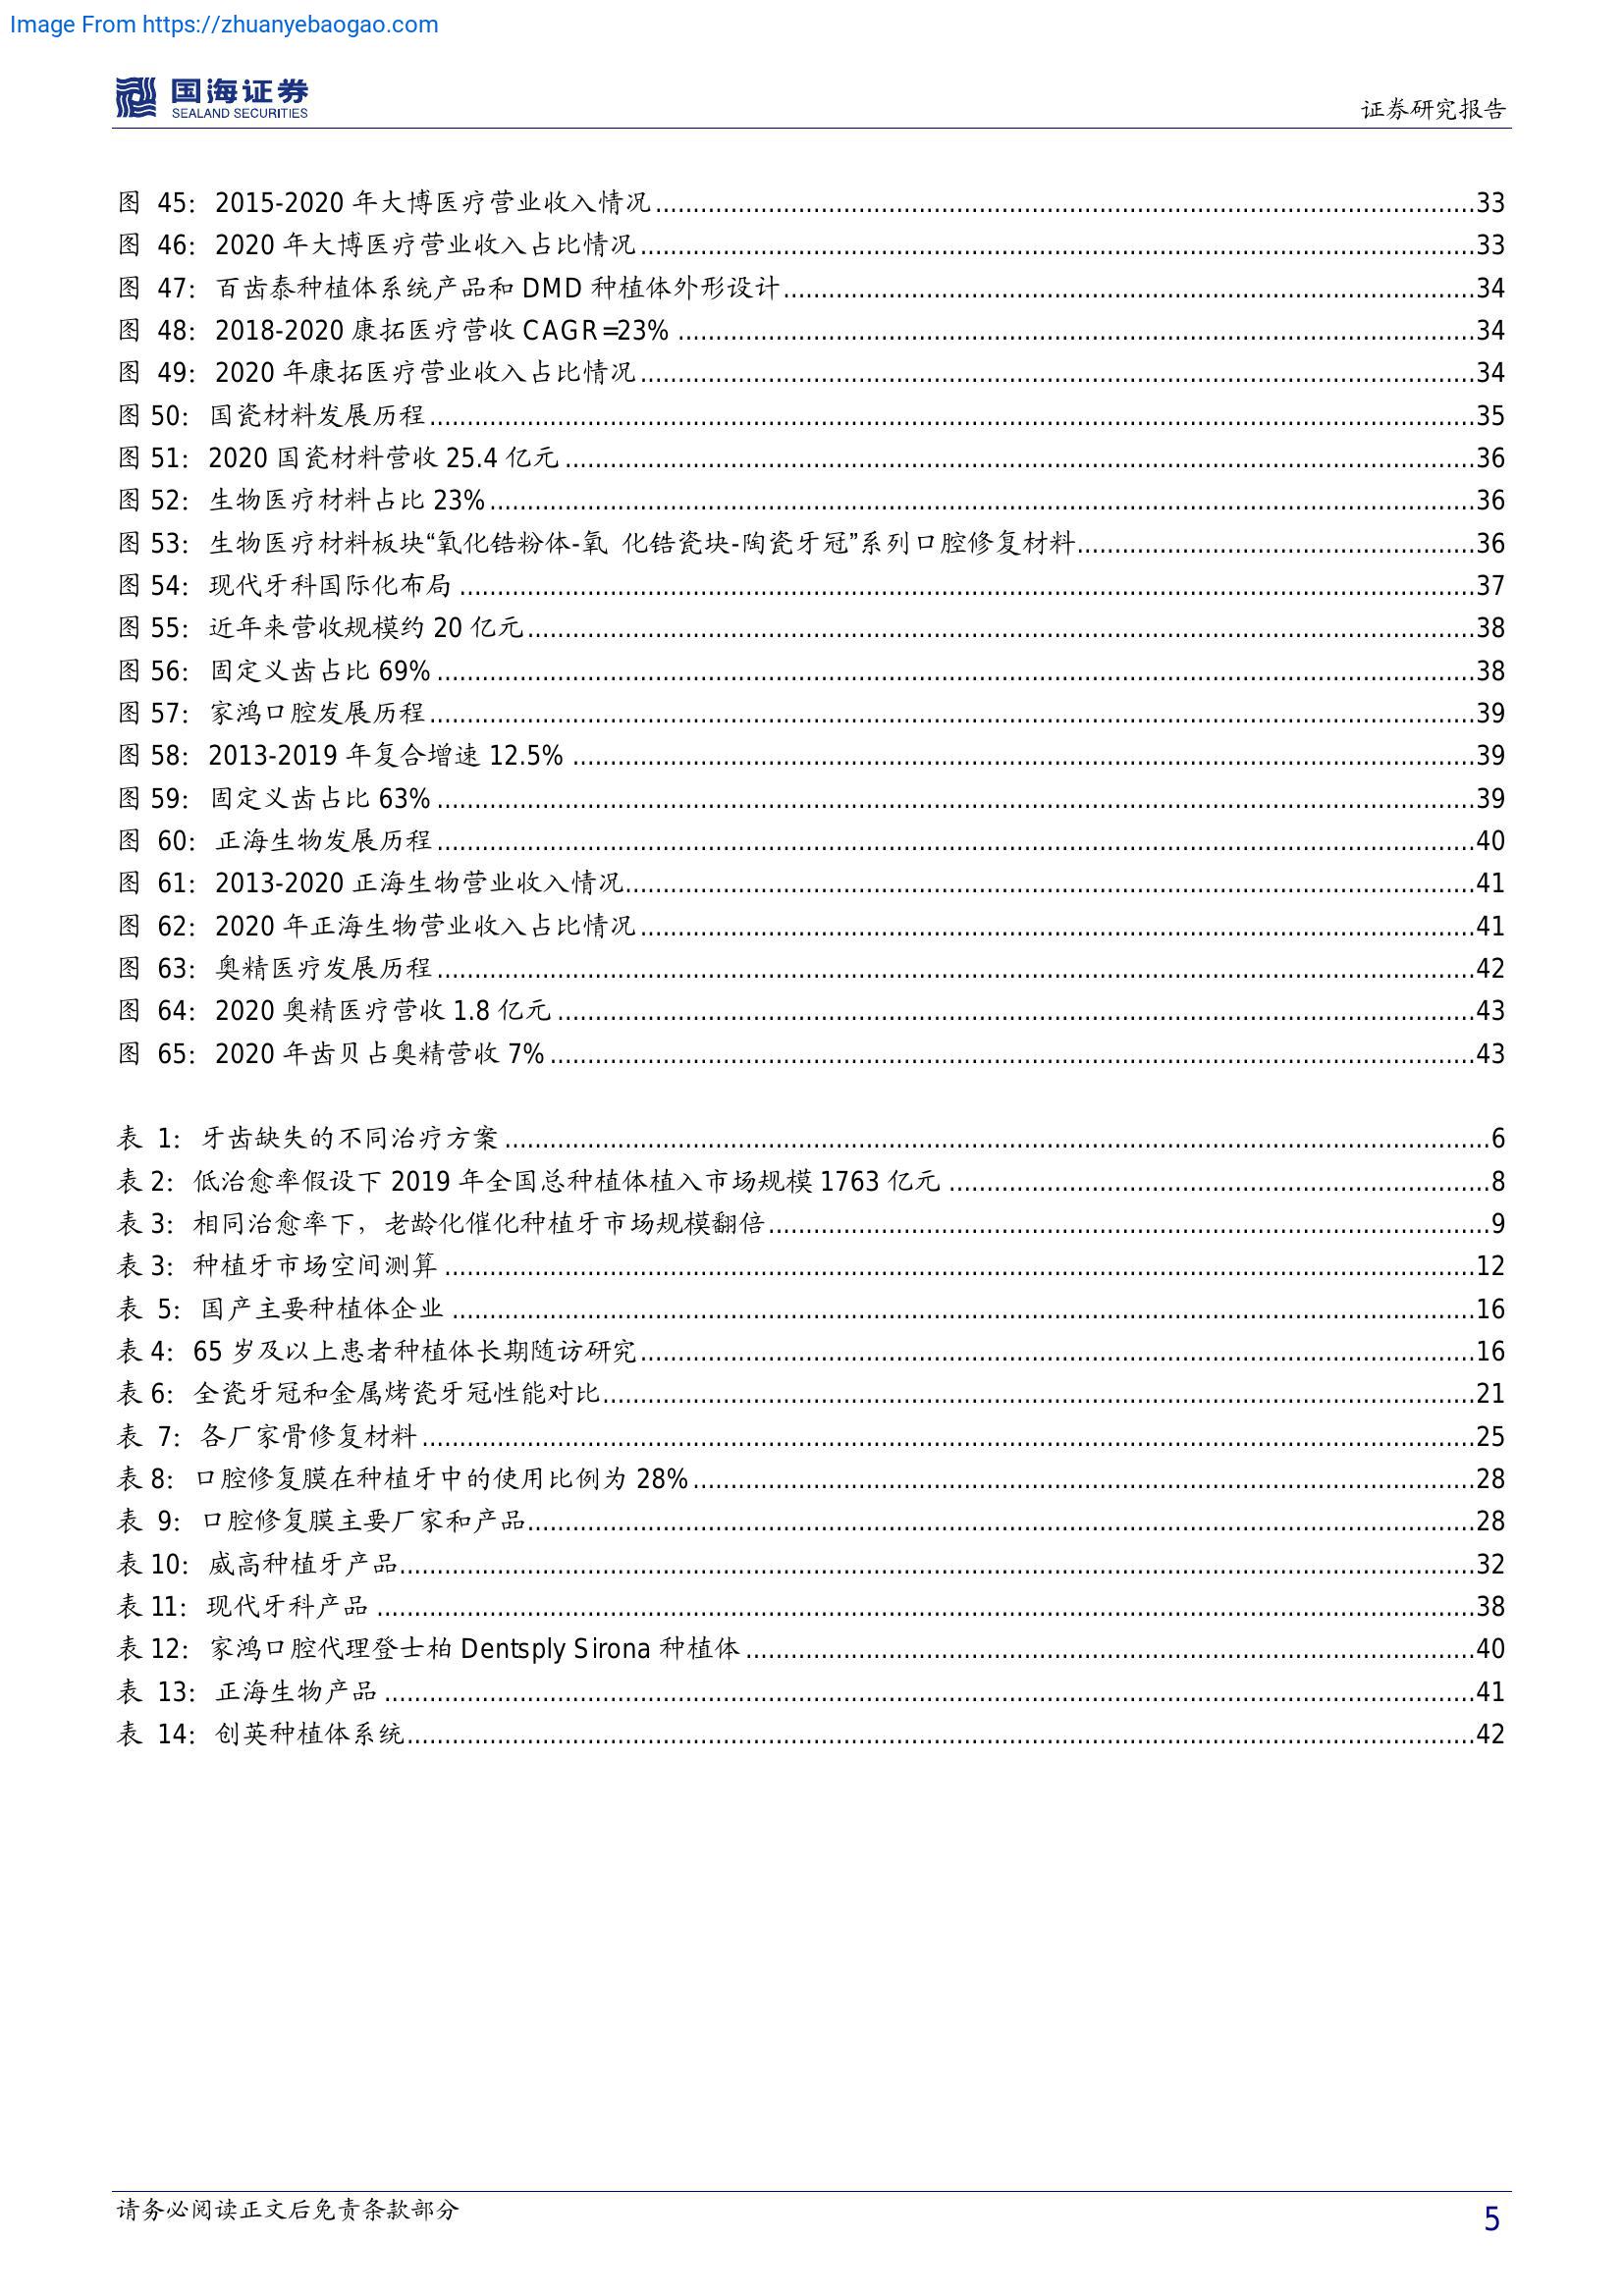 Image From https://zhuanyebaogao.com
国海证券
SEALAND SECURITIES
证券研究报告
图 45：2015-2020 年大博医疗营业收入情况....................33
图 46：2020 年大博医疗营业收入占比情况....................33
图 47：百齿泰种植体系统产品和 DMD 种植体外形设计....................34
图 48：2018-2020 康拓医疗营收 CAGR=23%....................34
图 49：2020 年康拓医疗营业收入占比情况....................34
图 50：国瓷材料发展历程....................35
图 51：2020 国瓷材料营收 25.4 亿元....................36
图 52：生物医疗材料占比 23%....................36
图 53：生物医疗材料板块“氧化锆粉体-氧 化锆瓷块-陶瓷牙冠”系列口腔修复材料....................36
图 54：现代牙科国际化布局....................37
图 55：近年来营收规模约 20 亿元....................38
图 56：固定义齿占比 69%....................38
图 57：家鸿口腔发展历程....................39
图 58：2013-2019 年复合增速 12.5%....................39
图 59：固定义齿占比 63%....................39
图 60：正海生物发展历程....................40
图 61：2013-2020 正海生物营业收入情况....................41
图 62：2020 年正海生物营业收入占比情况....................41
图 63：奥精医疗发展历程....................42
图 64：2020 奥精医疗营收 1.8 亿元....................43
图 65：2020 年齿贝占奥精营收 7%....................43
表 1：牙齿缺失的不同治疗方案....................6
表 2：低治愈率假设下 2019 年全国总种植体植入市场规模 1763 亿元....................8
表 3：相同治愈率下，老龄化催化种植牙市场规模翻倍....................9
表 3：种植牙市场空间测算....................12
表 5：国产主要种植体企业....................16
表 4：65 岁及以上患者种植体长期随访研究....................16
表 6：全瓷牙冠和金属烤瓷牙冠性能对比....................21
表 7：各厂家骨修复材料....................25
表 8：口腔修复膜在种植牙中的使用比例为 28%....................28
表 9：口腔修复膜主要厂家和产品....................28
表 10：威高种植牙产品....................32
表 11：现代牙科产品....................38
表 12：家鸿口腔代理登士柏 Dentsply Sirona 种植体....................40
表 13：正海生物产品....................41
表 14：创英种植体系统....................42
请务必阅读正文后免责条款部分
5